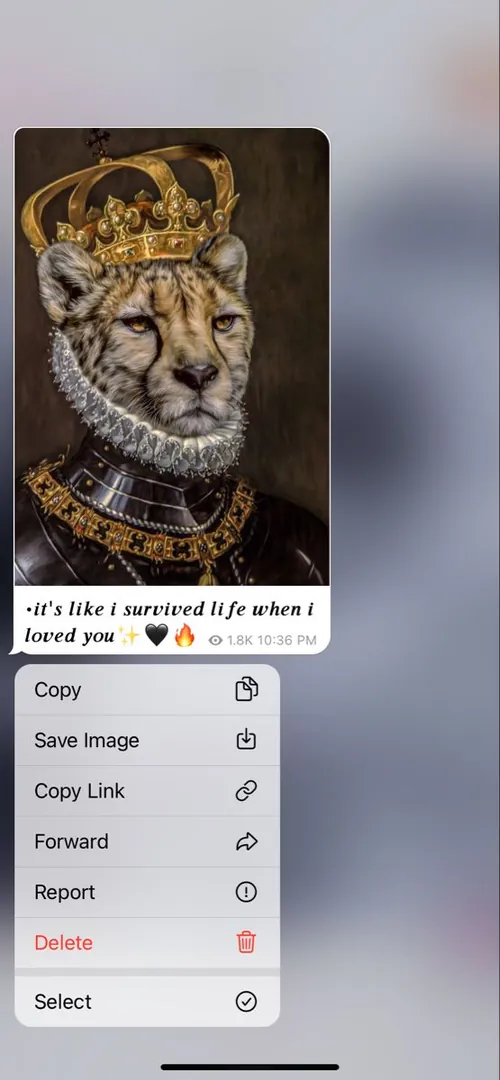 •it's like i survived life when i
loved you✨🖤🔥 1.8K 10:36 PM
Copy
Save Image
Copy Link
Forward
Report
Delete
Select